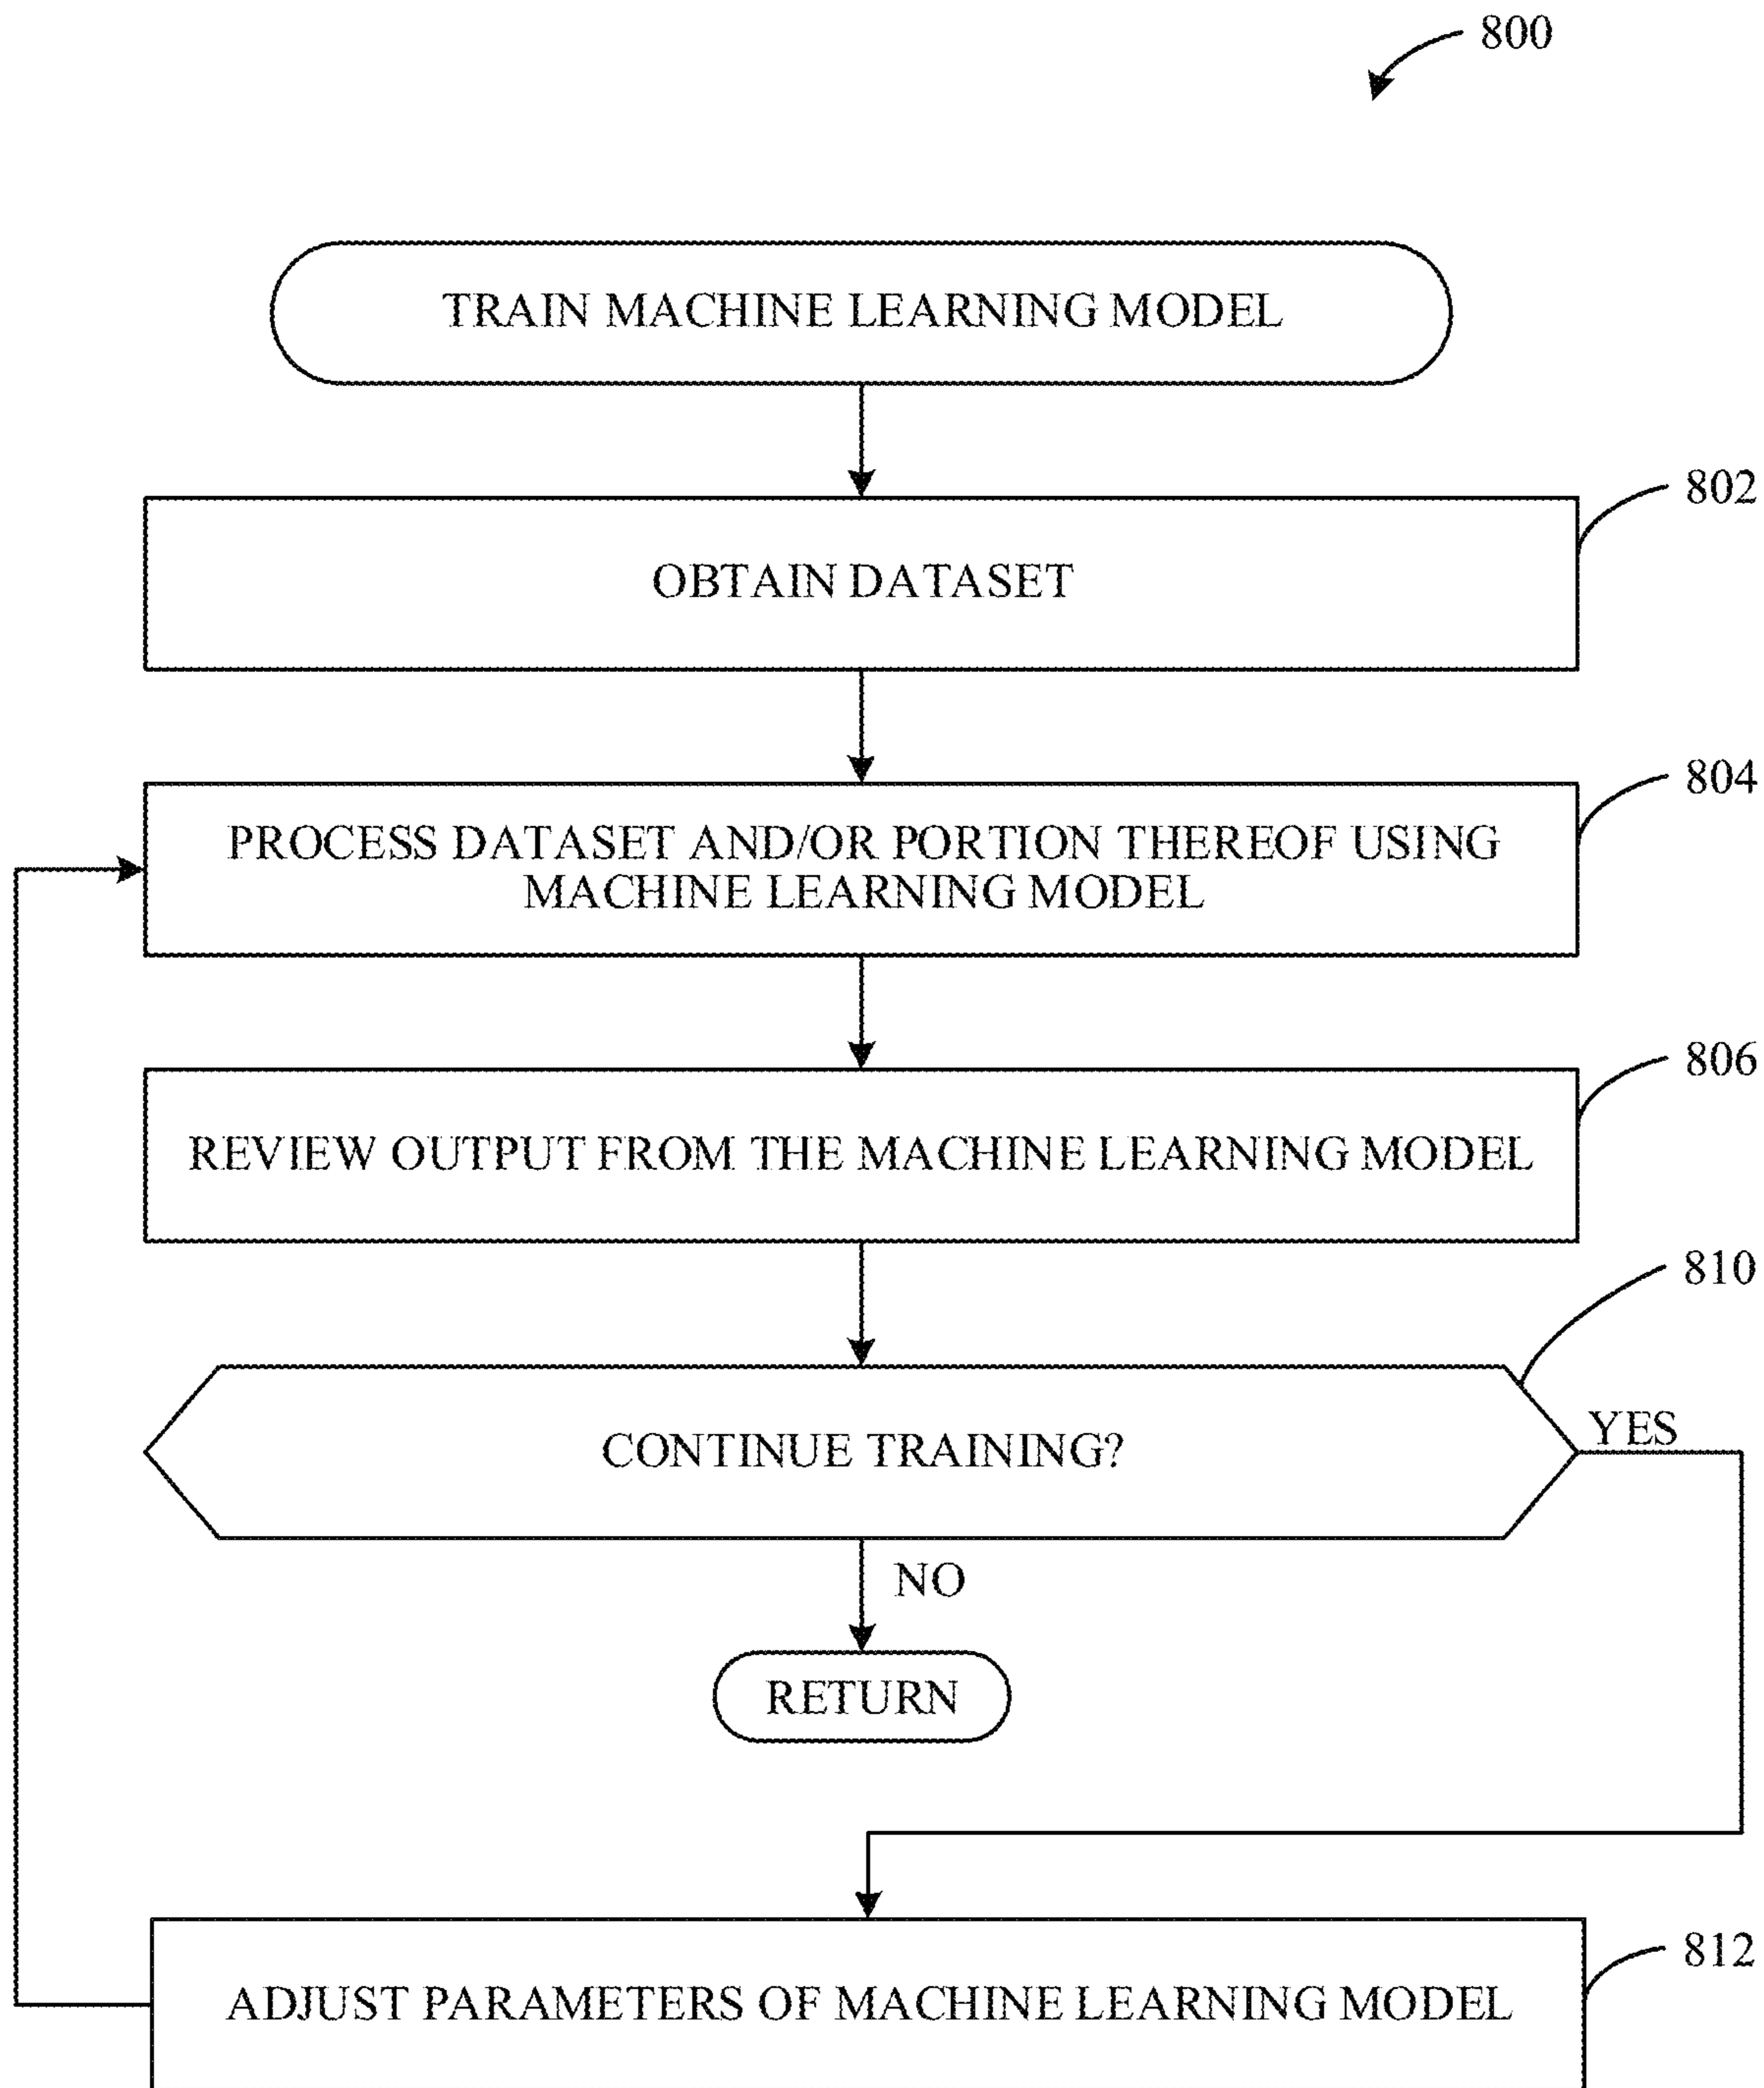 800
TRAIN MACHINE LEARNING MODEL
802
OBTAIN DATASET
804
PROCESS DATASET AND/OR PORTION THEREOF USING
MACHINE LEARNING MODEL
806
REVIEW OUTPUT FROM THE MACHINE LEARNING MODEL
810
CONTINUE TRAINING?
YES
NO
RETURN
812
ADJUST PARAMETERS OF MACHINE LEARNING MODEL